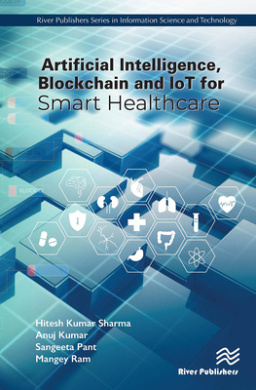 River Publishers Series in Information Science and Technology
Artificial Intelligence,
Blockchain and IoT for
Smart Healthcare
Hitesh Kumar Sharma
Anuj Kumar
Sangeeta Pant
Mangey Ram
River Publishers